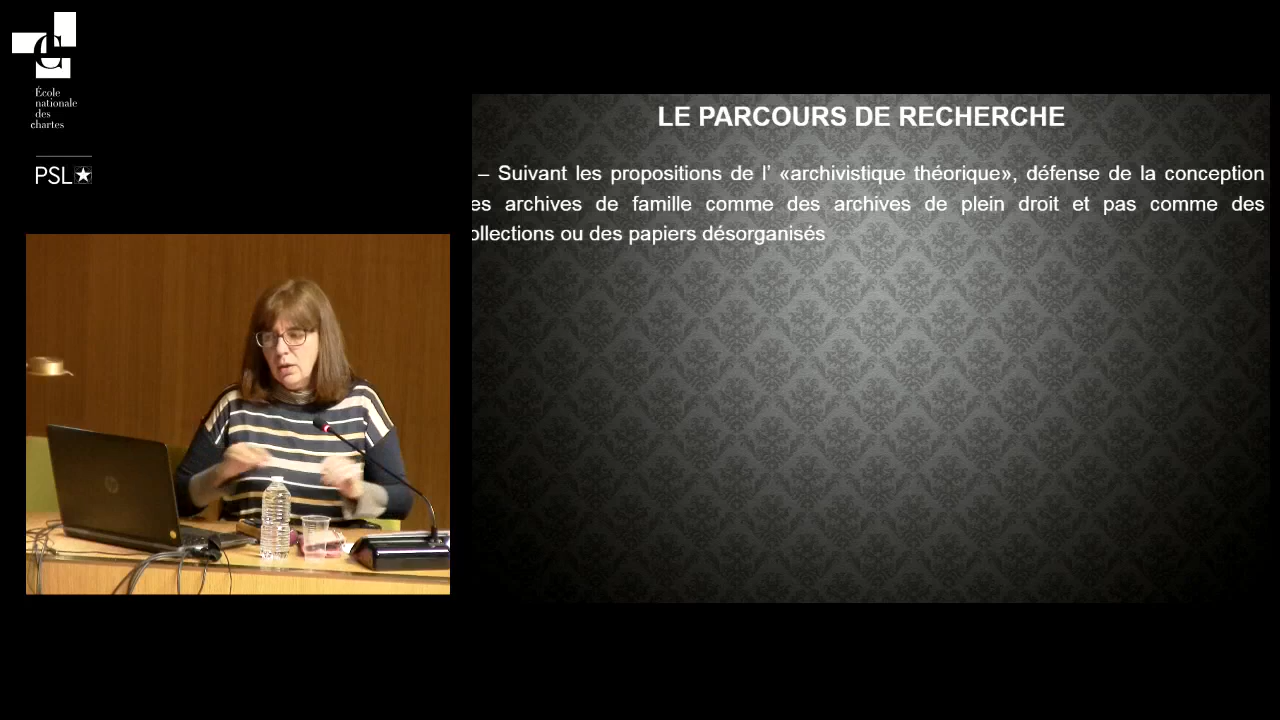 École
nationale
des
chartes
PSL
LE PARCOURS DE RECHERCHE
– Suivant les propositions de l’ «archivistique théorique», défense de la conception
es archives de famille comme des archives de plein droit et pas comme des
ollections ou des papiers désorganisés